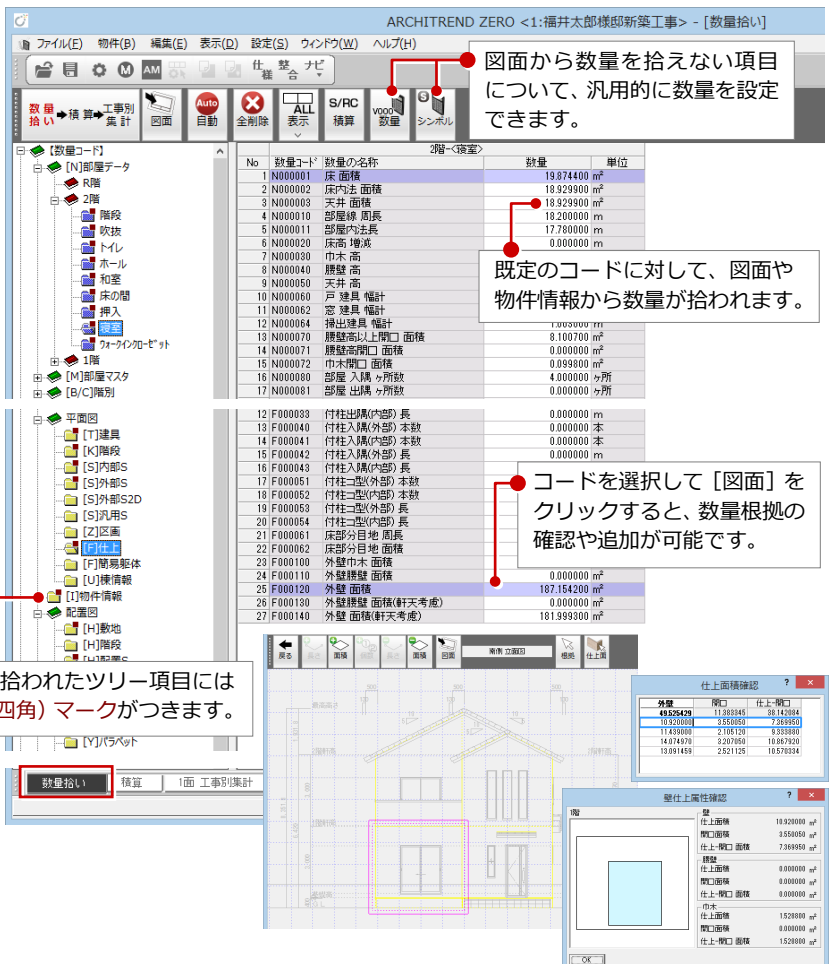 ARCHITREND ZERO <1:福井太郎様邸新築工事> - [数量拾い]
ファイル(F) 物件(B) 編集(E) 表示(D) 設定(S) ウィンドウ(W) ヘルプ(H)
仕様 整合 ナビ
図面から数量を拾えない項目
について、汎用的に数量を設定
できます。
数量拾い 積算 工事別集計 図面 Auto 自動 全削除 ALL 表示 S/RC 積算 数量 シンボル
【数量コード】
[N]部屋データ
R階
2階
階段
吹抜
トイレ
ホール
和室
床の間
押入
寝室
ウォークインクローゼット
1階
[M]部屋マスタ
[B/C]階別
2階-<寝室>
No 数量コード 数量の名称 数量 単位
1 N000001 床 面積 19.874400 m²
2 N000002 床内法 面積 18.929900 m²
3 N000003 天井 面積 18.929900 m²
4 N000010 部屋線 周長 18.200000 m
5 N000011 部屋内法長 17.780000 m
6 N000020 床高 増減 0.000000 m
7 N000030 巾木 高
8 N000040 腰壁 高
9 N000050 天井 高
10 N000060 戸 建具 幅計
11 N000062 窓 建具 幅計
12 N000064 掃出建具 幅計
13 N000070 腰壁高以上開口 面積 8.100700 m²
14 N000071 腰壁高開口 面積 0.000000 m²
15 N000072 巾木開口 面積 0.099800 m²
16 N000080 部屋 入隅 ヶ所数 4.000000 ヶ所
17 N000081 部屋 出隅 ヶ所数 0.000000 ヶ所
既定のコードに対して、図面や
物件情報から数量が拾われます。
平面図
[T]建具
[K]階段
[S]内部S
[S]外部S
[S]外部S2D
[S]汎用S
[Z]区画
[F]仕上
[F]簡易躯体
[U]棟情報
[I]物件情報
配置図
[H]敷地
[H]階段
[Y]パラペット
12 F000033 付柱出隅(内部) 長 0.000000 m
13 F000040 付柱入隅(外部) 本数 0.000000 本
14 F000041 付柱入隅(内部) 本数 0.000000 本
15 F000042 付柱入隅(外部) 長 0.000000 m
16 F000043 付柱入隅(内部) 長
17 F000051 付柱コ型(外部) 本数
18 F000052 付柱コ型(内部) 本数
19 F000053 付柱コ型(外部) 長
20 F000054 付柱コ型(内部) 長
21 F000061 床部分目地 周長
22 F000062 床部分目地 面積
23 F000100 外壁巾木 面積
24 F000110 外壁腰壁 面積 0.000000 m²
25 F000120 外壁 面積 187.154200 m²
26 F000130 外壁腰壁 面積(軒天考慮) 0.000000 m²
27 F000140 外壁 面積(軒天考慮) 181.999300 m²
コードを選択して［図面］を
クリックすると、数量根拠の
確認や追加が可能です。
拾われたツリー項目には
四角）マークがつきます。
数量拾い 積算 1面 工事別集計
戻る 面積 面積 図面 南側 立面図 根拠 仕上面
仕上面積確認 ? ×
外壁 開口 仕上-開口
49.525429 11.383345 38.142084
10.920000 3.550050 7.369950
11.439000 2.105120 9.333880
14.074970 3.207050 10.867920
13.091459 2.521125 10.570334
壁仕上属性確認 ? ×
1階
壁
仕上面積 10.920000 m²
開口面積 3.550050 m²
仕上-開口 面積 7.369950 m²
腰壁
仕上面積 0.000000 m²
開口面積 0.000000 m²
仕上-開口 面積 0.000000 m²
巾木
仕上面積 1.528800 m²
開口面積 0.000000 m²
仕上-開口 面積 1.528800 m²
OK